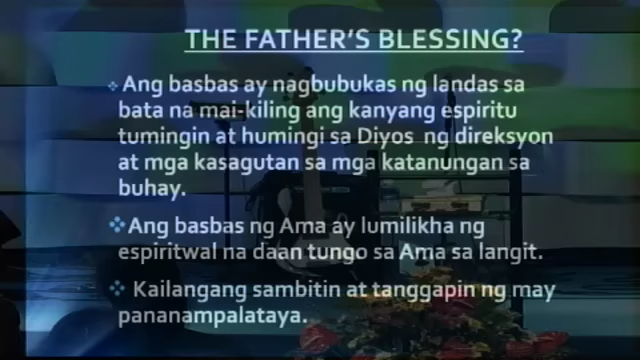 THE FATHER'S BLESSING?
Ang basbas ay nagbubukas ng landas sa
bata na mai-kiling ang kanyang espiritu
tumingin at humingi sa Diyos ng direksyon
at mga kasagutan sa mga katanungan sa
buhay.
Ang basbas ng Ama ay lumilikha ng
espiritwal na daan tungo sa Ama sa langit.
Kailangang sambitin at tanggapin ng may
pananampalataya.